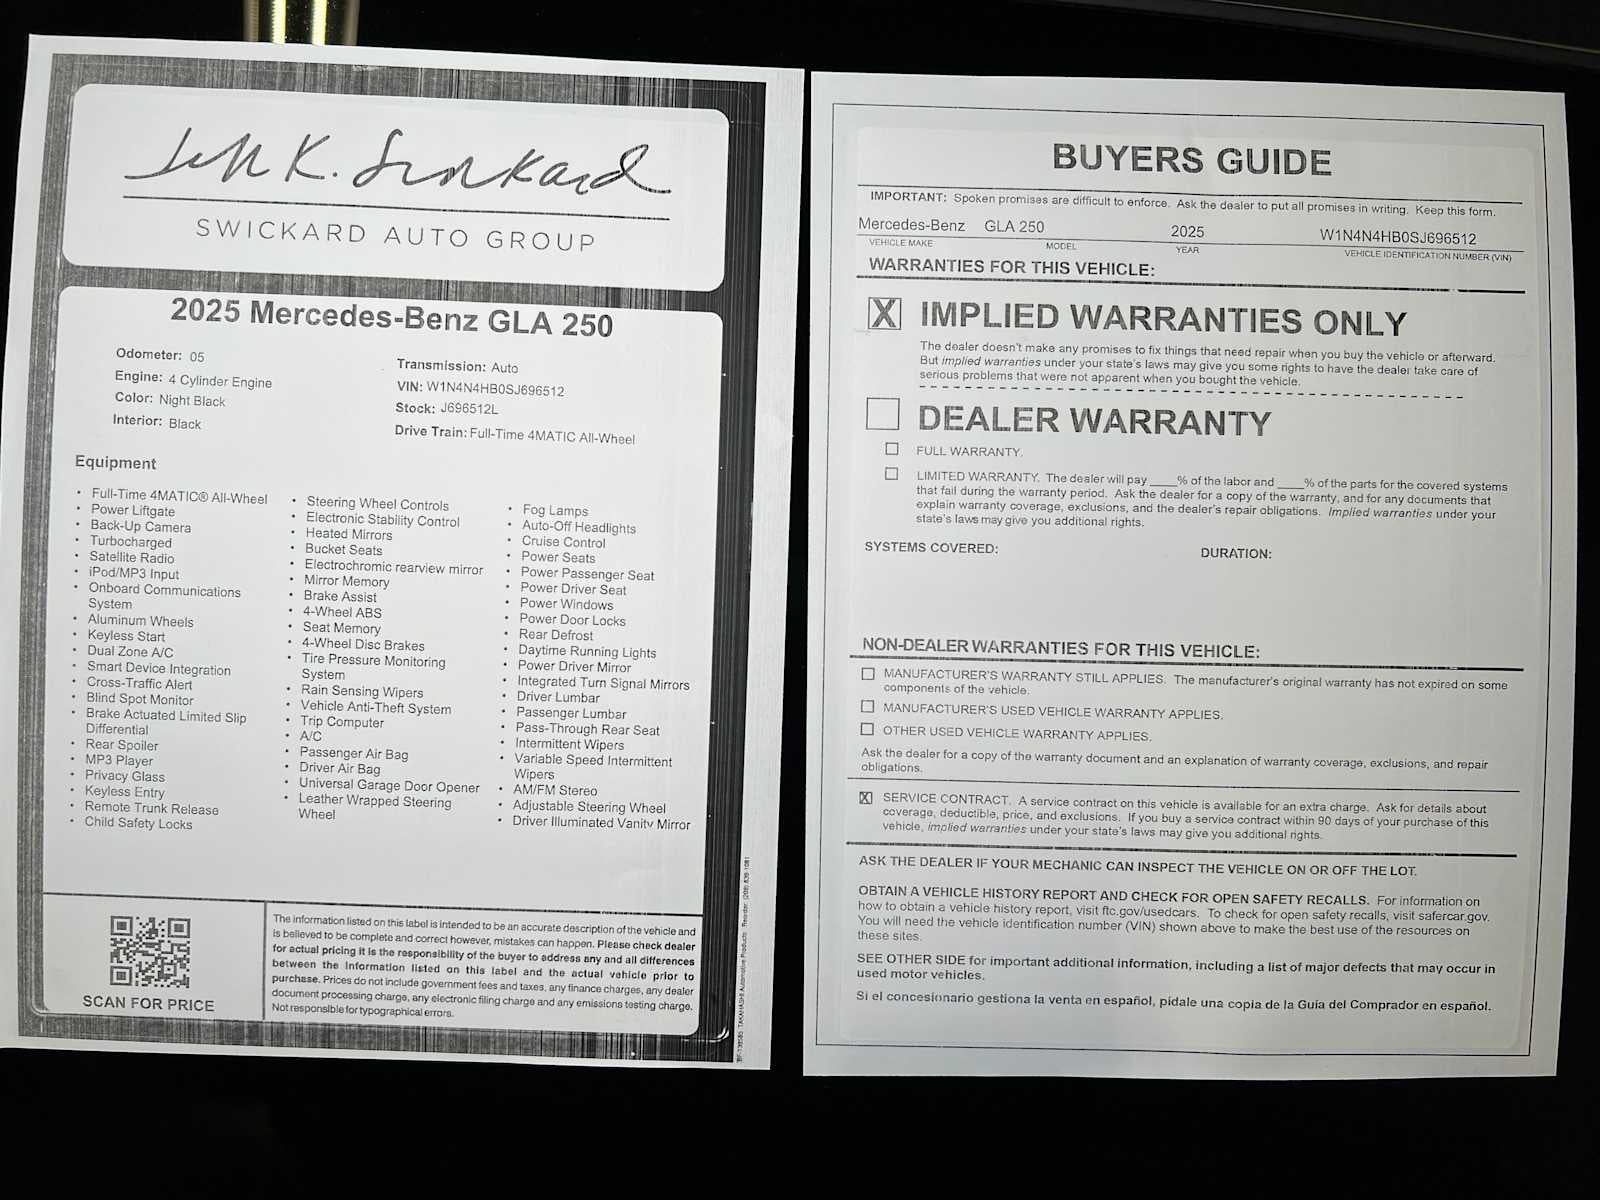 Jeff K. Swickard
SWICKARD AUTO GROUP
2025 Mercedes-Benz GLA 250
Odometer: 05
Engine: 4 Cylinder Engine
Color: Night Black
Interior: Black
Transmission: Auto
VIN: W1N4N4HB0SJ696512
Stock: J696512L
Drive Train: Full-Time 4MATIC All-Wheel
Equipment
• Full-Time 4MATIC® All-Wheel
• Power Liftgate
• Back-Up Camera
• Turbocharged
• Satellite Radio
• iPod/MP3 Input
• Onboard Communications
System
• Aluminum Wheels
• Keyless Start
• Dual Zone A/C
• Smart Device Integration
• Cross-Traffic Alert
• Blind Spot Monitor
• Brake Actuated Limited Slip
Differential
• Rear Spoiler
• MP3 Player
• Privacy Glass
• Keyless Entry
• Remote Trunk Release
• Child Safety Locks
• Steering Wheel Controls
• Electronic Stability Control
• Heated Mirrors
• Bucket Seats
• Electrochromic rearview mirror
• Mirror Memory
• Brake Assist
• 4-Wheel ABS
• Seat Memory
• 4-Wheel Disc Brakes
• Tire Pressure Monitoring
System
• Rain Sensing Wipers
• Vehicle Anti-Theft System
• Trip Computer
• A/C
• Passenger Air Bag
• Driver Air Bag
• Universal Garage Door Opener
• Leather Wrapped Steering
Wheel
• Fog Lamps
• Auto-Off Headlights
• Cruise Control
• Power Seats
• Power Passenger Seat
• Power Driver Seat
• Power Windows
• Power Door Locks
• Rear Defrost
• Daytime Running Lights
• Power Driver Mirror
• Integrated Turn Signal Mirrors
• Driver Lumbar
• Passenger Lumbar
• Pass-Through Rear Seat
• Intermittent Wipers
• Variable Speed Intermittent
Wipers
• AM/FM Stereo
• Adjustable Steering Wheel
• Driver Illuminated Vanity Mirror
SCAN FOR PRICE
The information listed on this label is intended to be an accurate description of the vehicle and
is believed to be complete and correct however, mistakes can happen. Please check dealer
for actual pricing it is the responsibility of the buyer to address any and all differences
between the information listed on this label and the actual vehicle prior to
purchase. Prices do not include government fees and taxes, any finance charges, any dealer
document processing charge, any electronic filing charge and any emissions testing charge.
Not responsible for typographical errors.
TAKAHASHI Automotive Products Reorder:
BUYERS GUIDE
IMPORTANT: Spoken promises are difficult to enforce. Ask the dealer to put all promises in writing. Keep this form.
Mercedes-Benz GLA 250 2025 W1N4N4HB0SJ696512
VEHICLE MAKE MODEL YEAR VEHICLE IDENTIFICATION NUMBER (VIN)
WARRANTIES FOR THIS VEHICLE:
X IMPLIED WARRANTIES ONLY
The dealer doesn't make any promises to fix things that need repair when you buy the vehicle or afterward.
But implied warranties under your state's laws may give you some rights to have the dealer take care of
serious problems that were not apparent when you bought the vehicle.
DEALER WARRANTY
FULL WARRANTY.
LIMITED WARRANTY. The dealer will pay ____% of the labor and ____% of the parts for the covered systems
that fail during the warranty period. Ask the dealer for a copy of the warranty, and for any documents that
explain warranty coverage, exclusions, and the dealer's repair obligations. Implied warranties under your
state's laws may give you additional rights.
SYSTEMS COVERED: DURATION:
NON-DEALER WARRANTIES FOR THIS VEHICLE:
MANUFACTURER'S WARRANTY STILL APPLIES. The manufacturer's original warranty has not expired on some
components of the vehicle.
MANUFACTURER'S USED VEHICLE WARRANTY APPLIES.
OTHER USED VEHICLE WARRANTY APPLIES.
Ask the dealer for a copy of the warranty document and an explanation of warranty coverage, exclusions, and repair
obligations.
X SERVICE CONTRACT. A service contract on this vehicle is available for an extra charge. Ask for details about
coverage, deductible, price, and exclusions. If you buy a service contract within 90 days of your purchase of this
vehicle, implied warranties under your state's laws may give you additional rights.
ASK THE DEALER IF YOUR MECHANIC CAN INSPECT THE VEHICLE ON OR OFF THE LOT.
OBTAIN A VEHICLE HISTORY REPORT AND CHECK FOR OPEN SAFETY RECALLS. For information on
how to obtain a vehicle history report, visit ftc.gov/usedcars. To check for open safety recalls, visit safercar.gov.
You will need the vehicle identification number (VIN) shown above to make the best use of the resources on
these sites.
SEE OTHER SIDE for important additional information, including a list of major defects that may occur in
used motor vehicles.
Si el concesionario gestiona la venta en español, pídale una copia de la Guía del Comprador en español.